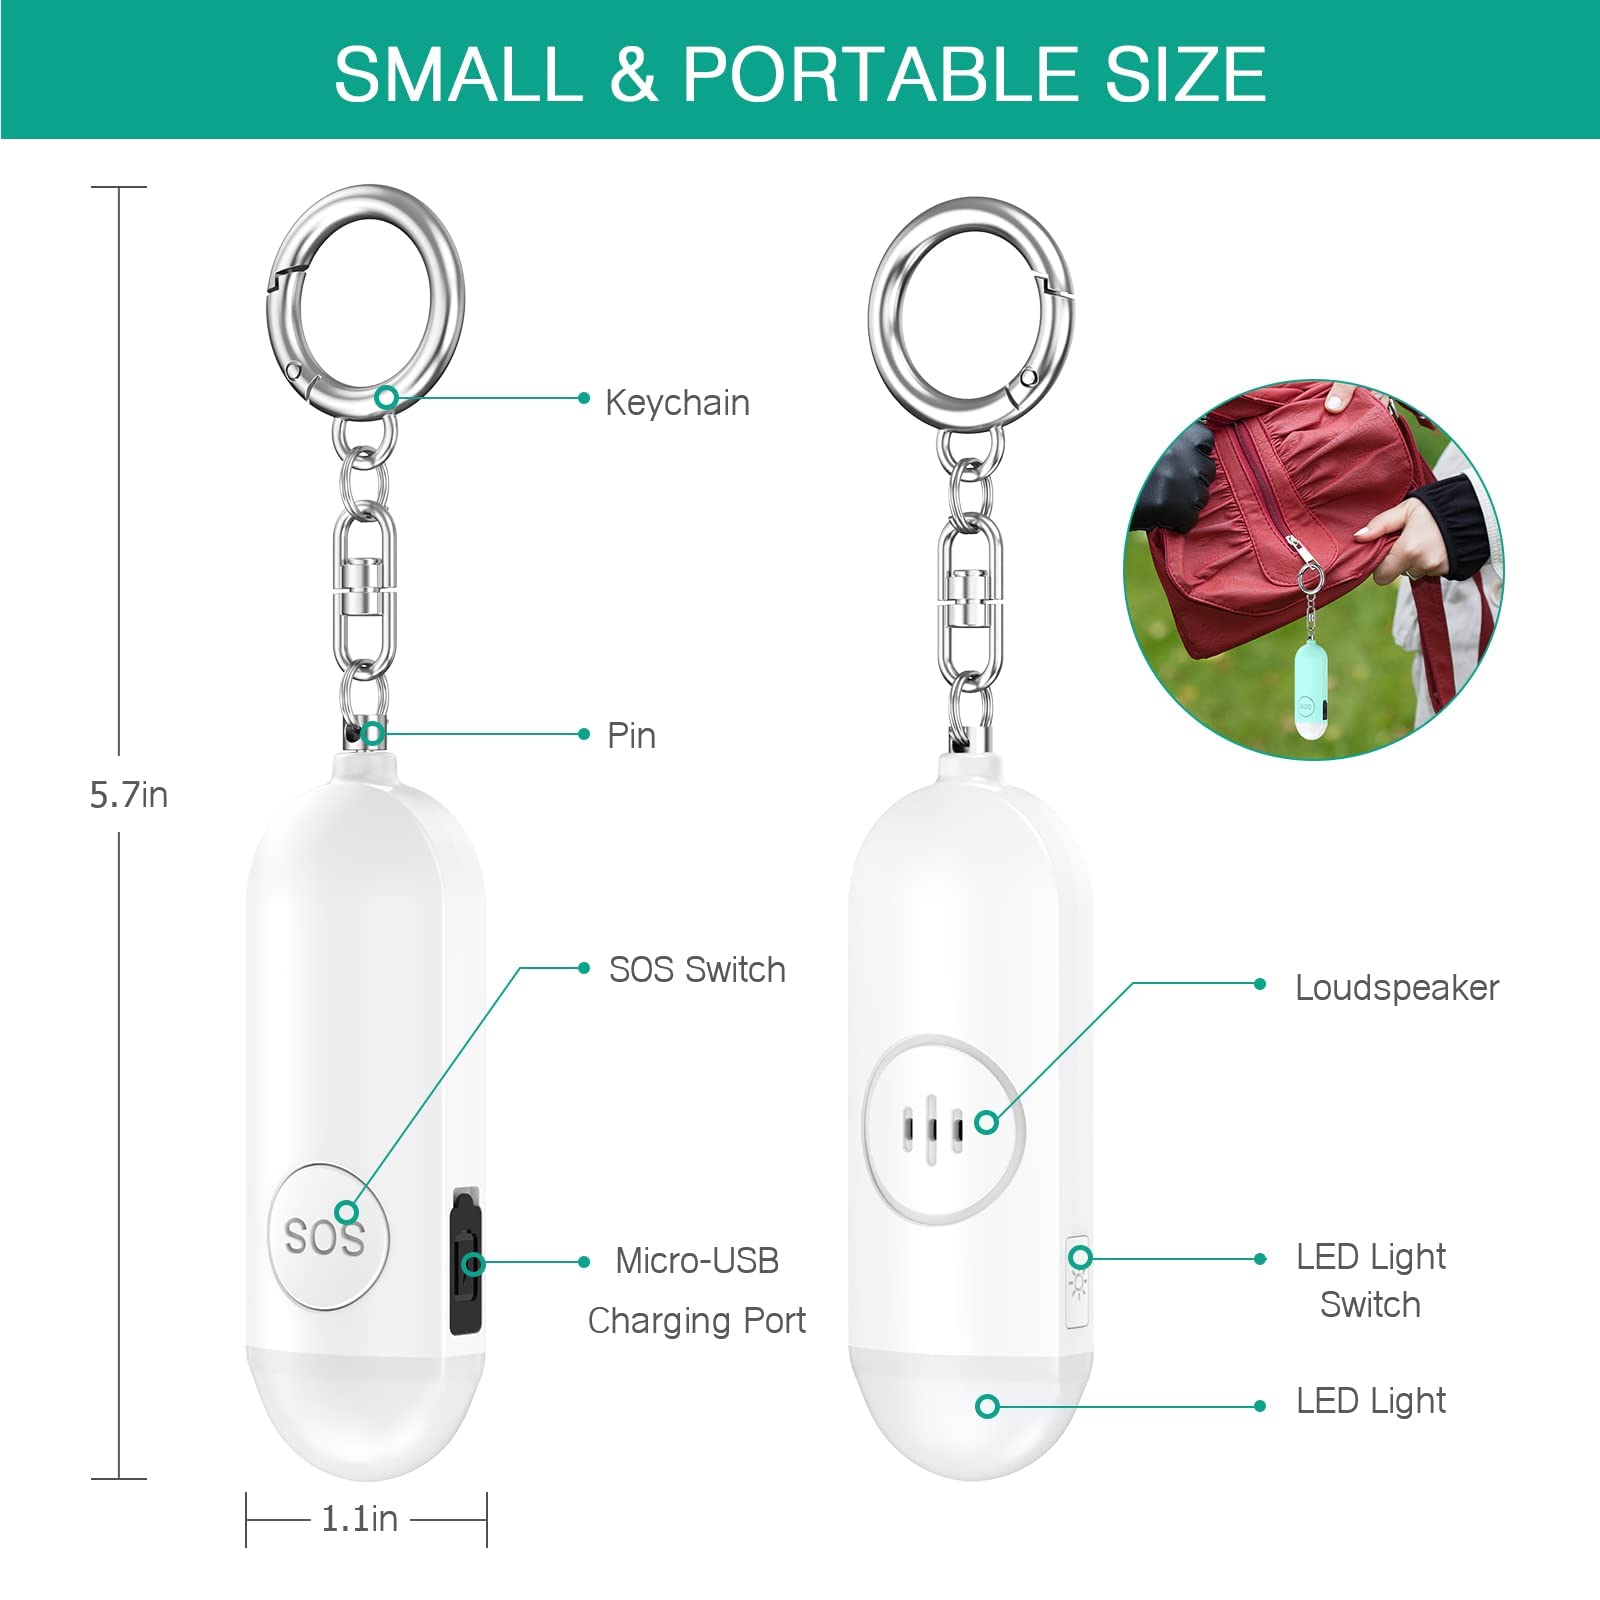 SMALL & PORTABLE SIZE
Keychain
Pin
5.7in
SOS Switch
Loudspeaker
SOS
Micro-USB
Charging Port
LED Light
Switch
LED Light
1.1in
SOS